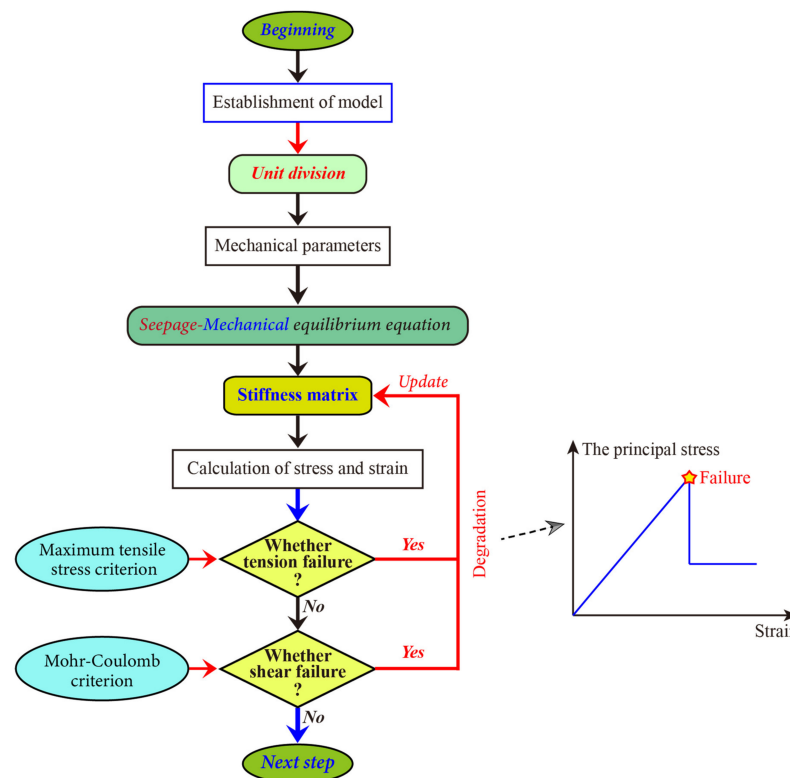 Beginning
Establishment of model
Unit division
Mechanical parameters
Seepage-Mechanical equilibrium equation
Stiffness matrix
Update
Calculation of stress and strain
Maximum tensile
stress criterion
Whether
tension failure
?
Yes
No
Mohr-Coulomb
criterion
Whether
shear failure
?
Yes
No
Next step
Degradation
The principal stress
Failure
Strain